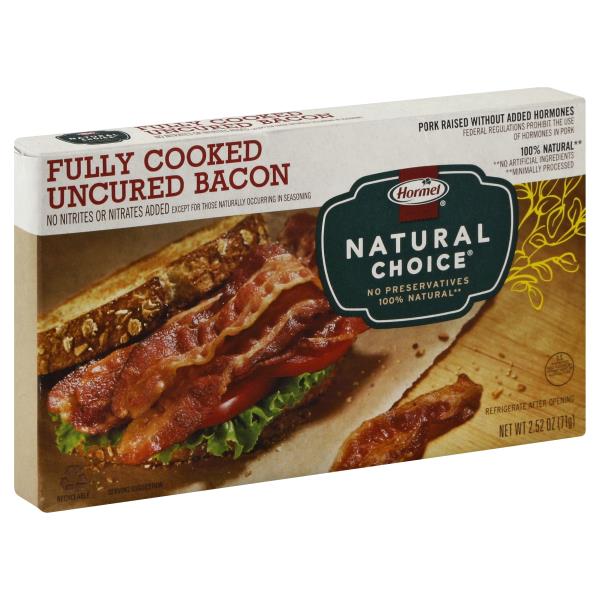 FULLY COOKED
UNCURED BACON
FULLY COOKED
UNCURED BACON
NO NITRITES OR NITRATES ADDED EXCEPT FOR THOSE NATURALLY OCCURRING IN SEASONING
PORK RAISED WITHOUT ADDED HORMONES
FEDERAL REGULATIONS PROHIBIT THE USE
OF HORMONES IN PORK
100% NATURAL**
**NO ARTIFICIAL INGREDIENTS
**MINIMALLY PROCESSED
Hormel®
NATURAL
CHOICE®
NO PRESERVATIVES
100% NATURAL**
REFRIGERATE AFTER OPENING
NET WT 2.52 OZ (71g)
RECYCLABLE
SERVING SUGGESTION